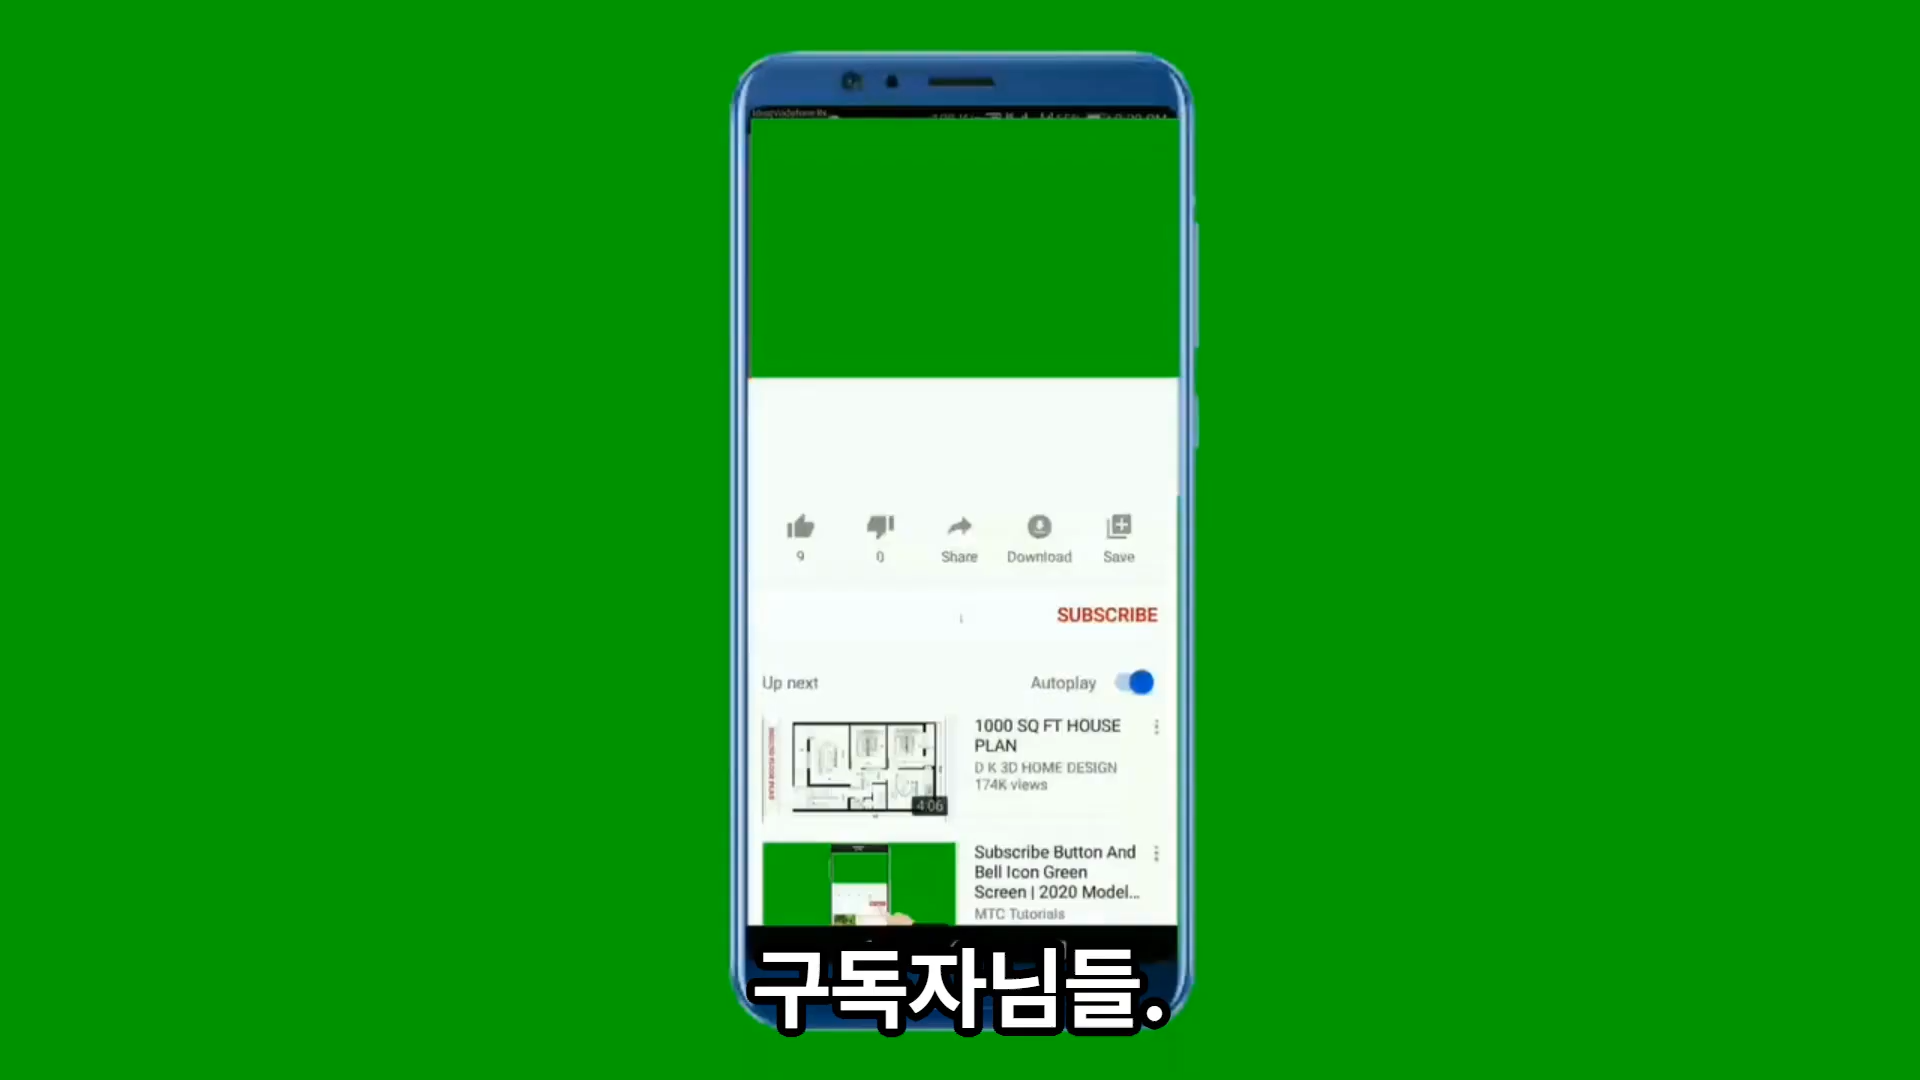 9
0
Share
Download
Save
SUBSCRIBE
Up next
Autoplay
1000 SQ FT HOUSE
PLAN
D K 3D HOME DESIGN
174K views
4:06
Subscribe Button And
Bell Icon Green
Screen | 2020 Model...
MTC Tutorials
구독자님들.